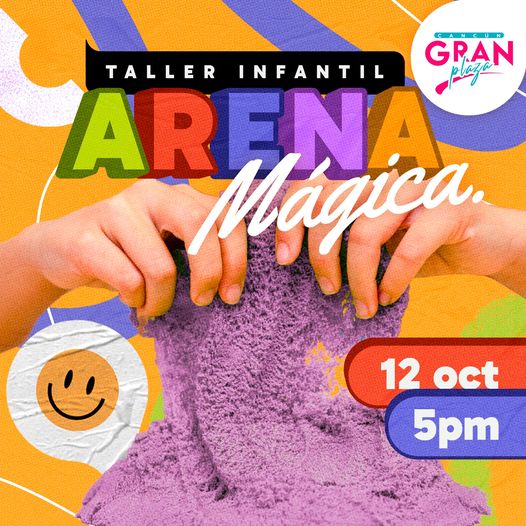 CANCÚN
GRAN
plaza
TALLER INFANTIL
ARENA
Mágica.
12 oct
5pm